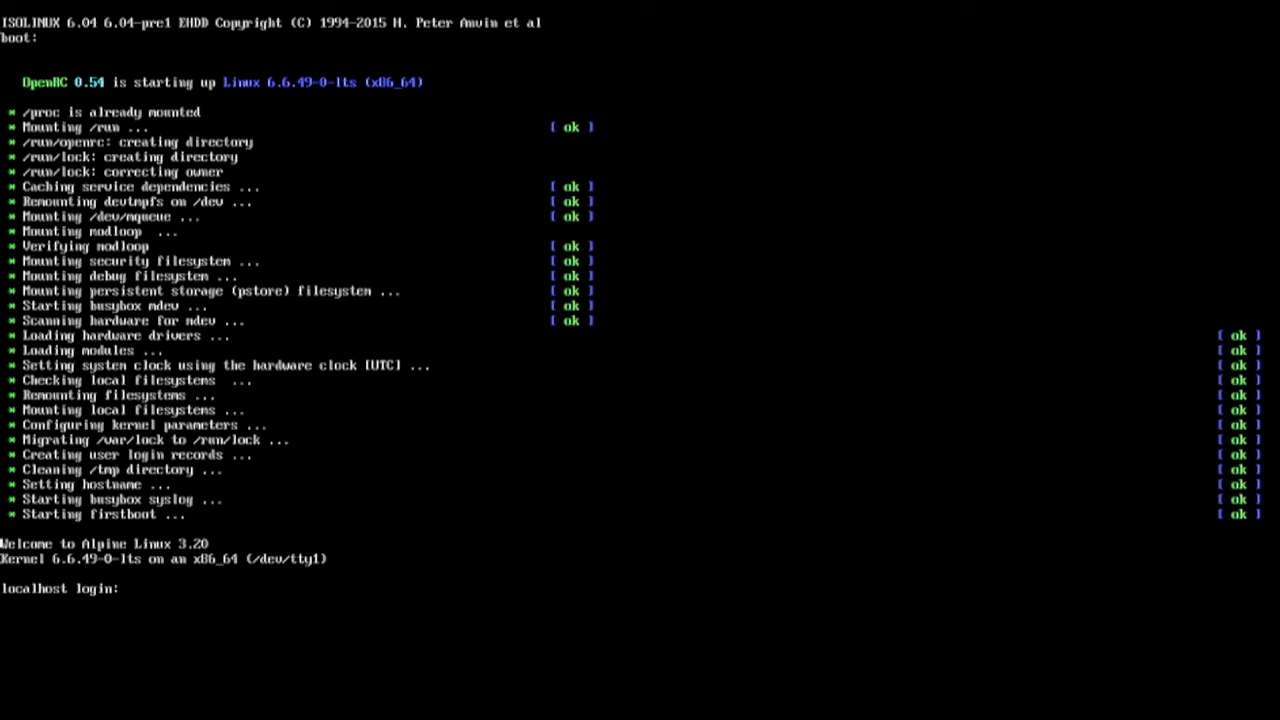 ISOLINUX 6.04 6.04-pre1 EHDD Copyright (C) 1994-2015 H. Peter Anvin et al
boot:
OpenRC 0.54 is starting up Linux 6.6.49-0-lts (x86_64)
* /proc is already mounted
* Mounting /run ... [ ok ]
* /run/openrc: creating directory
* /run/lock: creating directory
* /run/lock: correcting owner
* Caching service dependencies ... [ ok ]
* Remounting devtmpfs on /dev ... [ ok ]
* Mounting /dev/mqueue ... [ ok ]
* Mounting modloop ...
* Verifying modloop [ ok ]
* Mounting security filesystem ... [ ok ]
* Mounting debug filesystem ... [ ok ]
* Mounting persistent storage (pstore) filesystem ... [ ok ]
* Starting busybox mdev ... [ ok ]
* Scanning hardware for mdev ... [ ok ]
* Loading hardware drivers ... [ ok ]
* Loading modules ... [ ok ]
* Setting system clock using the hardware clock [UTC] ... [ ok ]
* Checking local filesystems ... [ ok ]
* Remounting filesystems ... [ ok ]
* Mounting local filesystems ... [ ok ]
* Configuring kernel parameters ... [ ok ]
* Migrating /var/lock to /run/lock ... [ ok ]
* Creating user login records ... [ ok ]
* Cleaning /tmp directory ... [ ok ]
* Setting hostname ... [ ok ]
* Starting busybox syslog ... [ ok ]
* Starting firstboot ... [ ok ]
Welcome to Alpine Linux 3.20
Kernel 6.6.49-0-lts on an x86_64 (/dev/tty1)
localhost login: